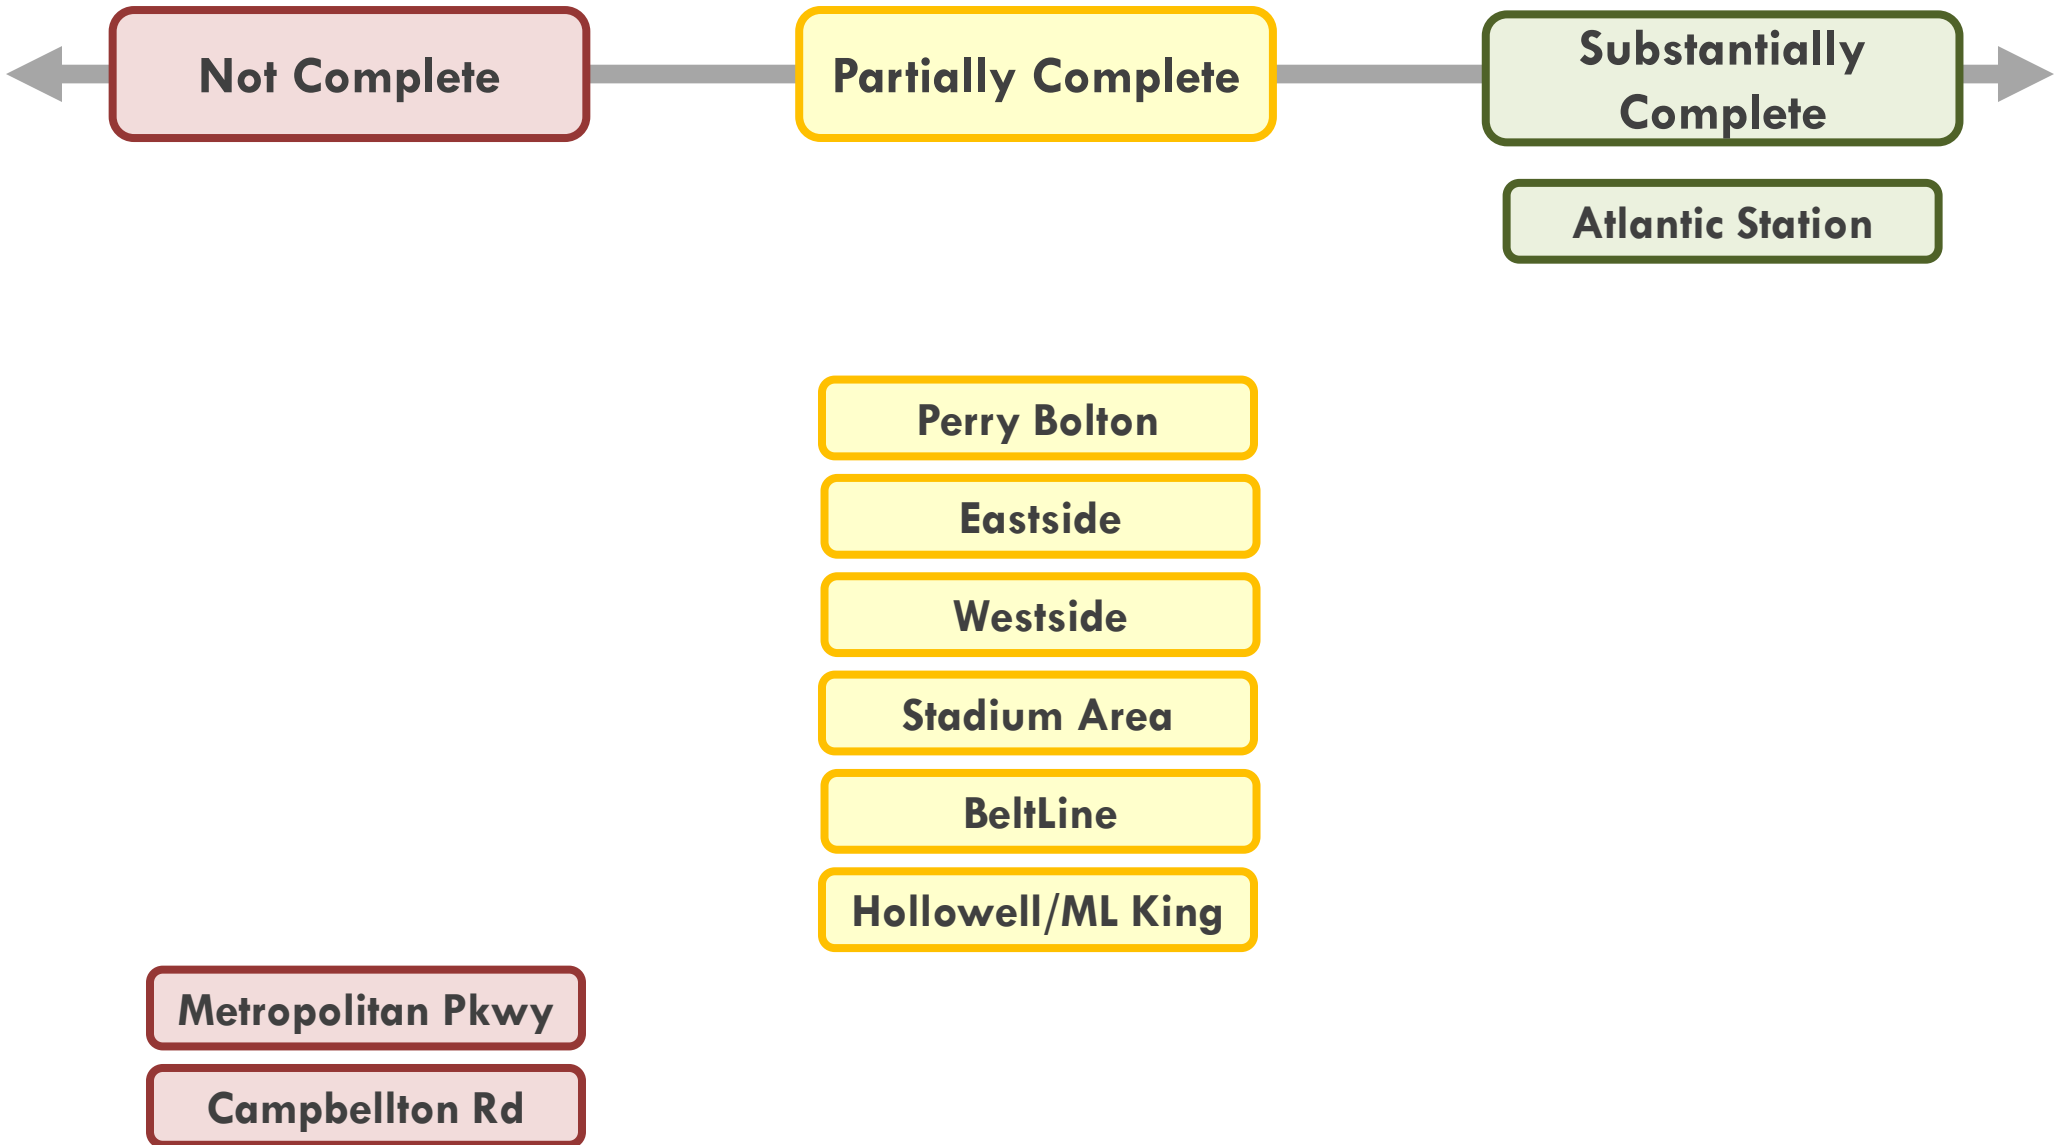 Not Complete
Partially Complete
Substantially
Complete
Atlantic Station
Perry Bolton
Eastside
Westside
Stadium Area
BeltLine
Hollowell/ML King
Metropolitan Pkwy
Campbellton Rd